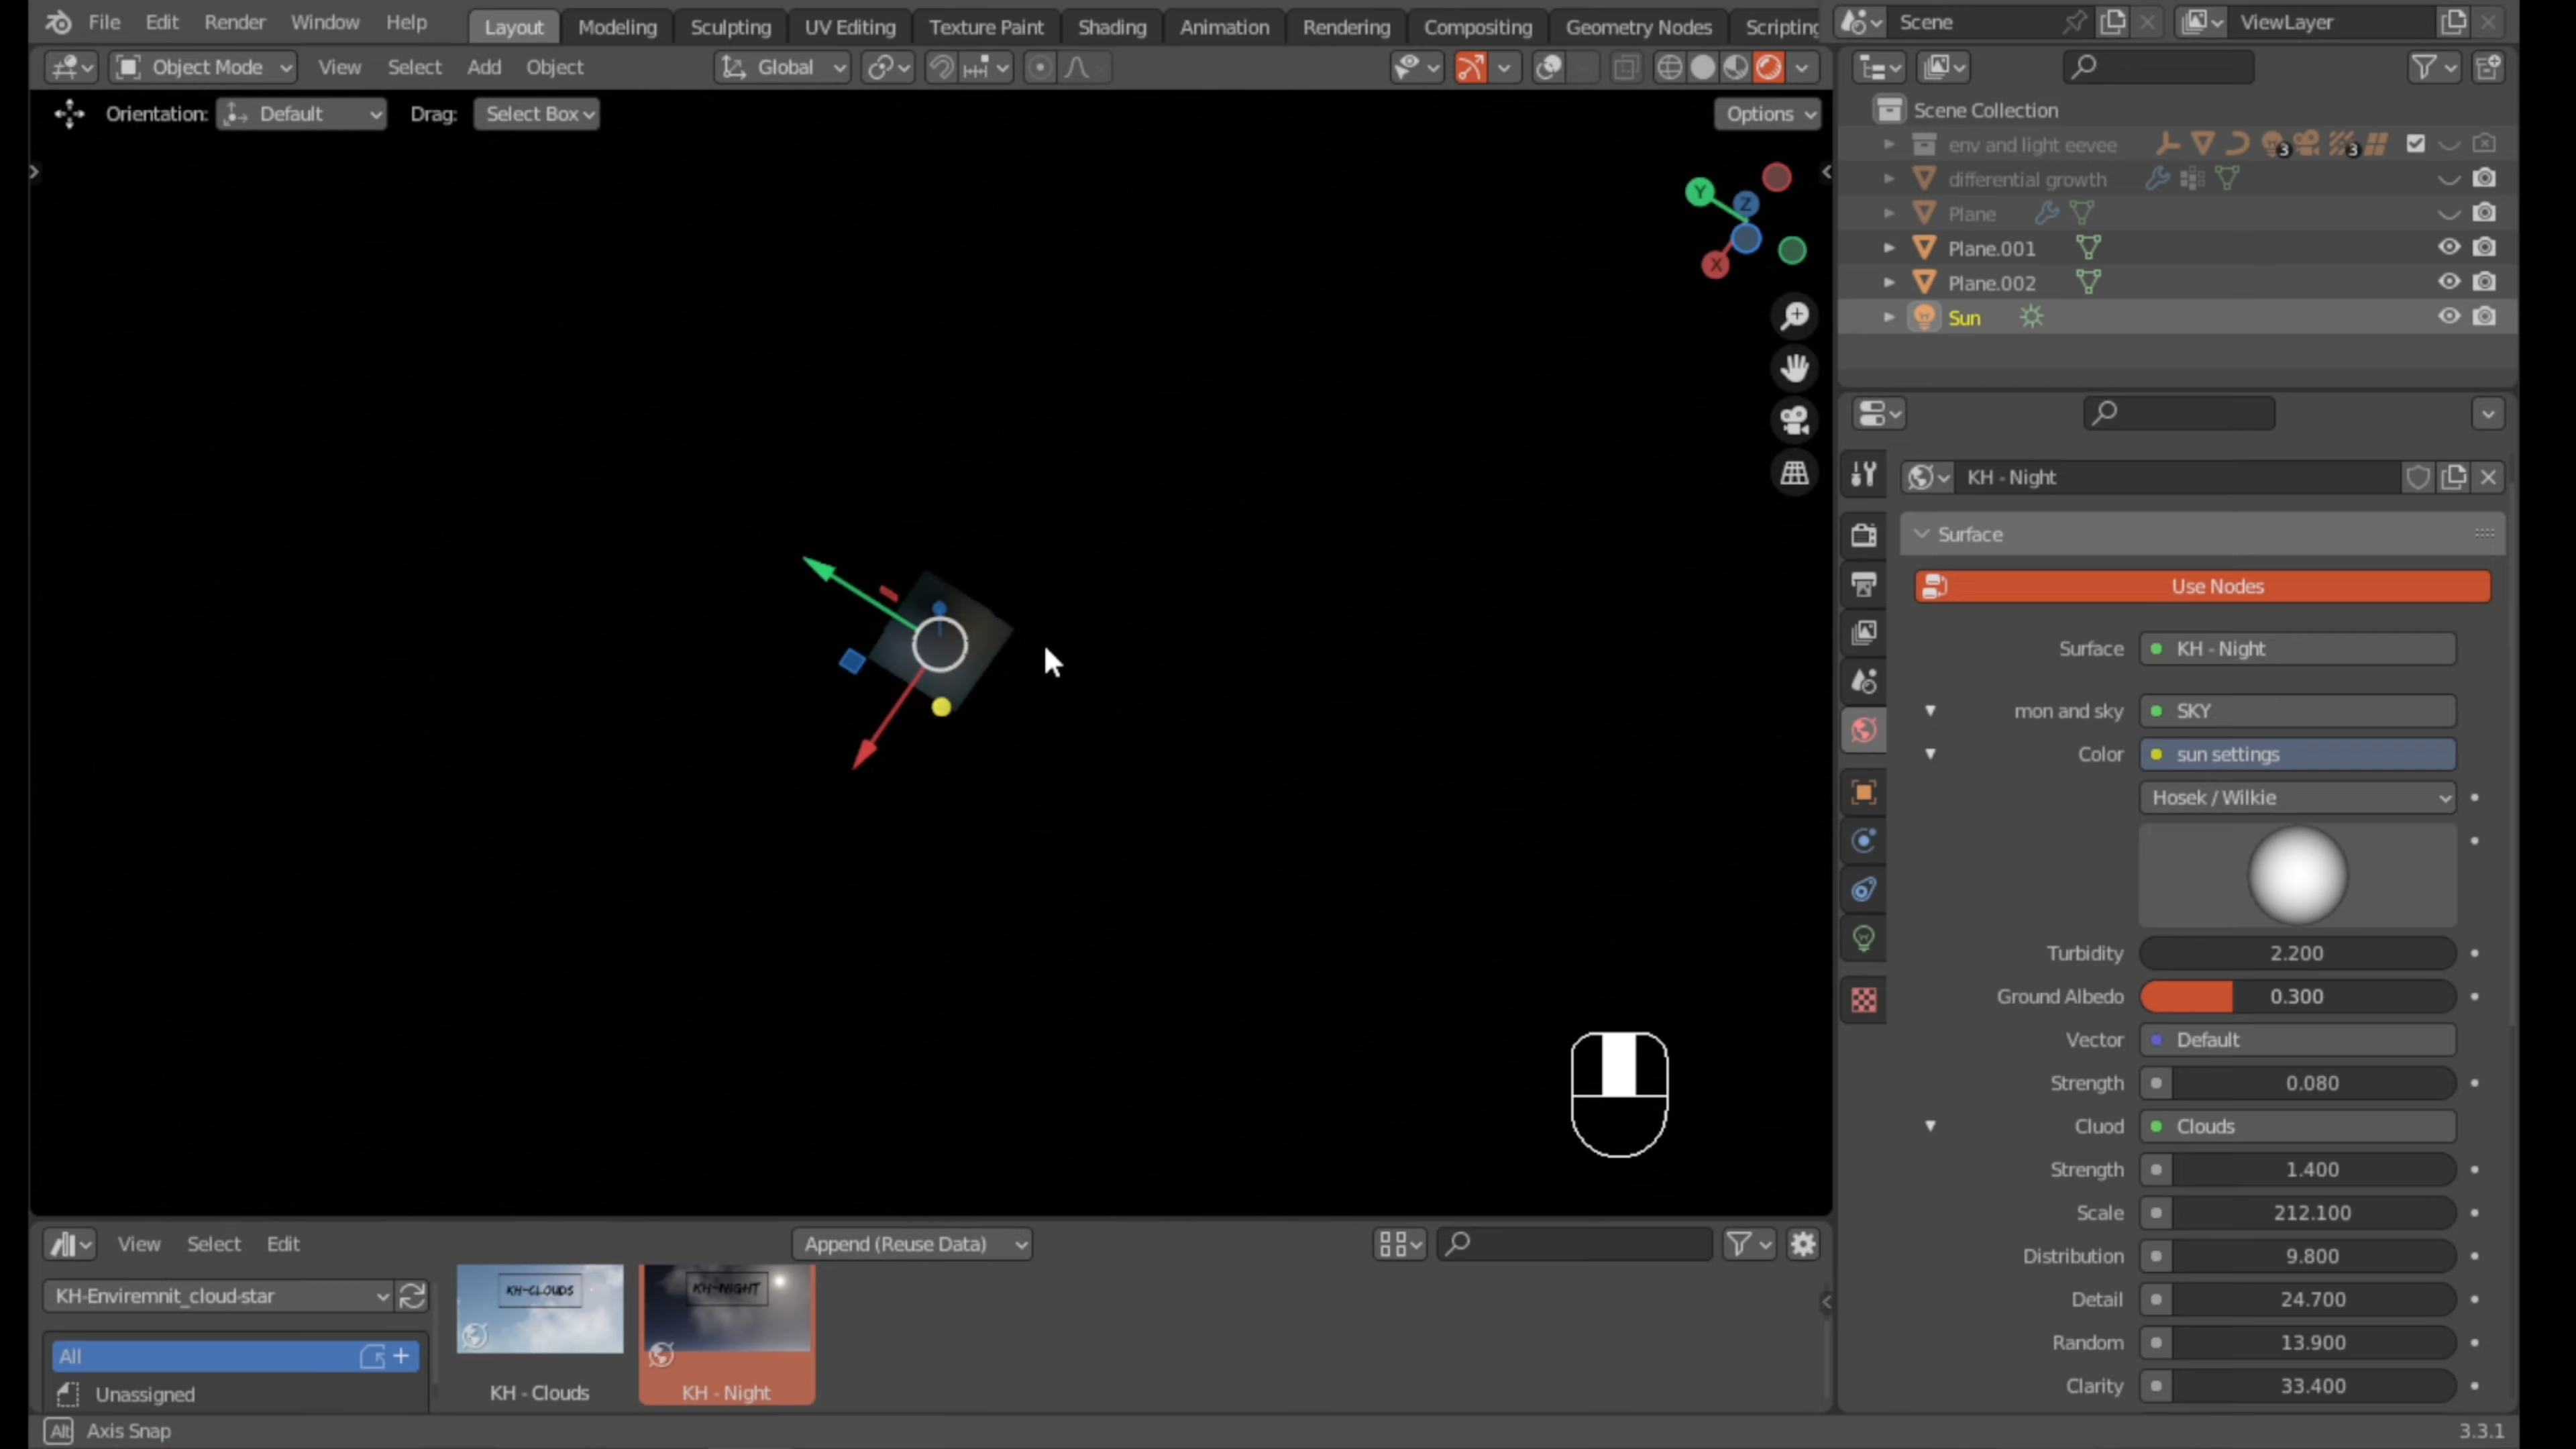 File Edit Render Window Help Layout Modeling Sculpting UV Editing Texture Paint Shading Animation Rendering Compositing Geometry Nodes Scripting Scene ViewLayer
Object Mode View Select Add Object Global
Orientation: Default Drag: Select Box Options
Y
Z
X
Scene Collection
env and light eevee 3 3
differential growth
Plane
Plane.001
Plane.002
Sun
KH - Night
Surface
Use Nodes
Surface KH - Night
mon and sky SKY
Color sun settings
Hosek / Wilkie
Turbidity 2.200
Ground Albedo 0.300
Vector Default
Strength 0.080
Cluod Clouds
Strength 1.400
Scale 212.100
Distribution 9.800
Detail 24.700
Random 13.900
Clarity 33.400
View Select Edit Append (Reuse Data)
KH-Enviremnit_cloud-star
All
Unassigned
KH-CLOUDS
KH - Clouds
KH-NIGHT
KH - Night
Alt Axis Snap
3.3.1